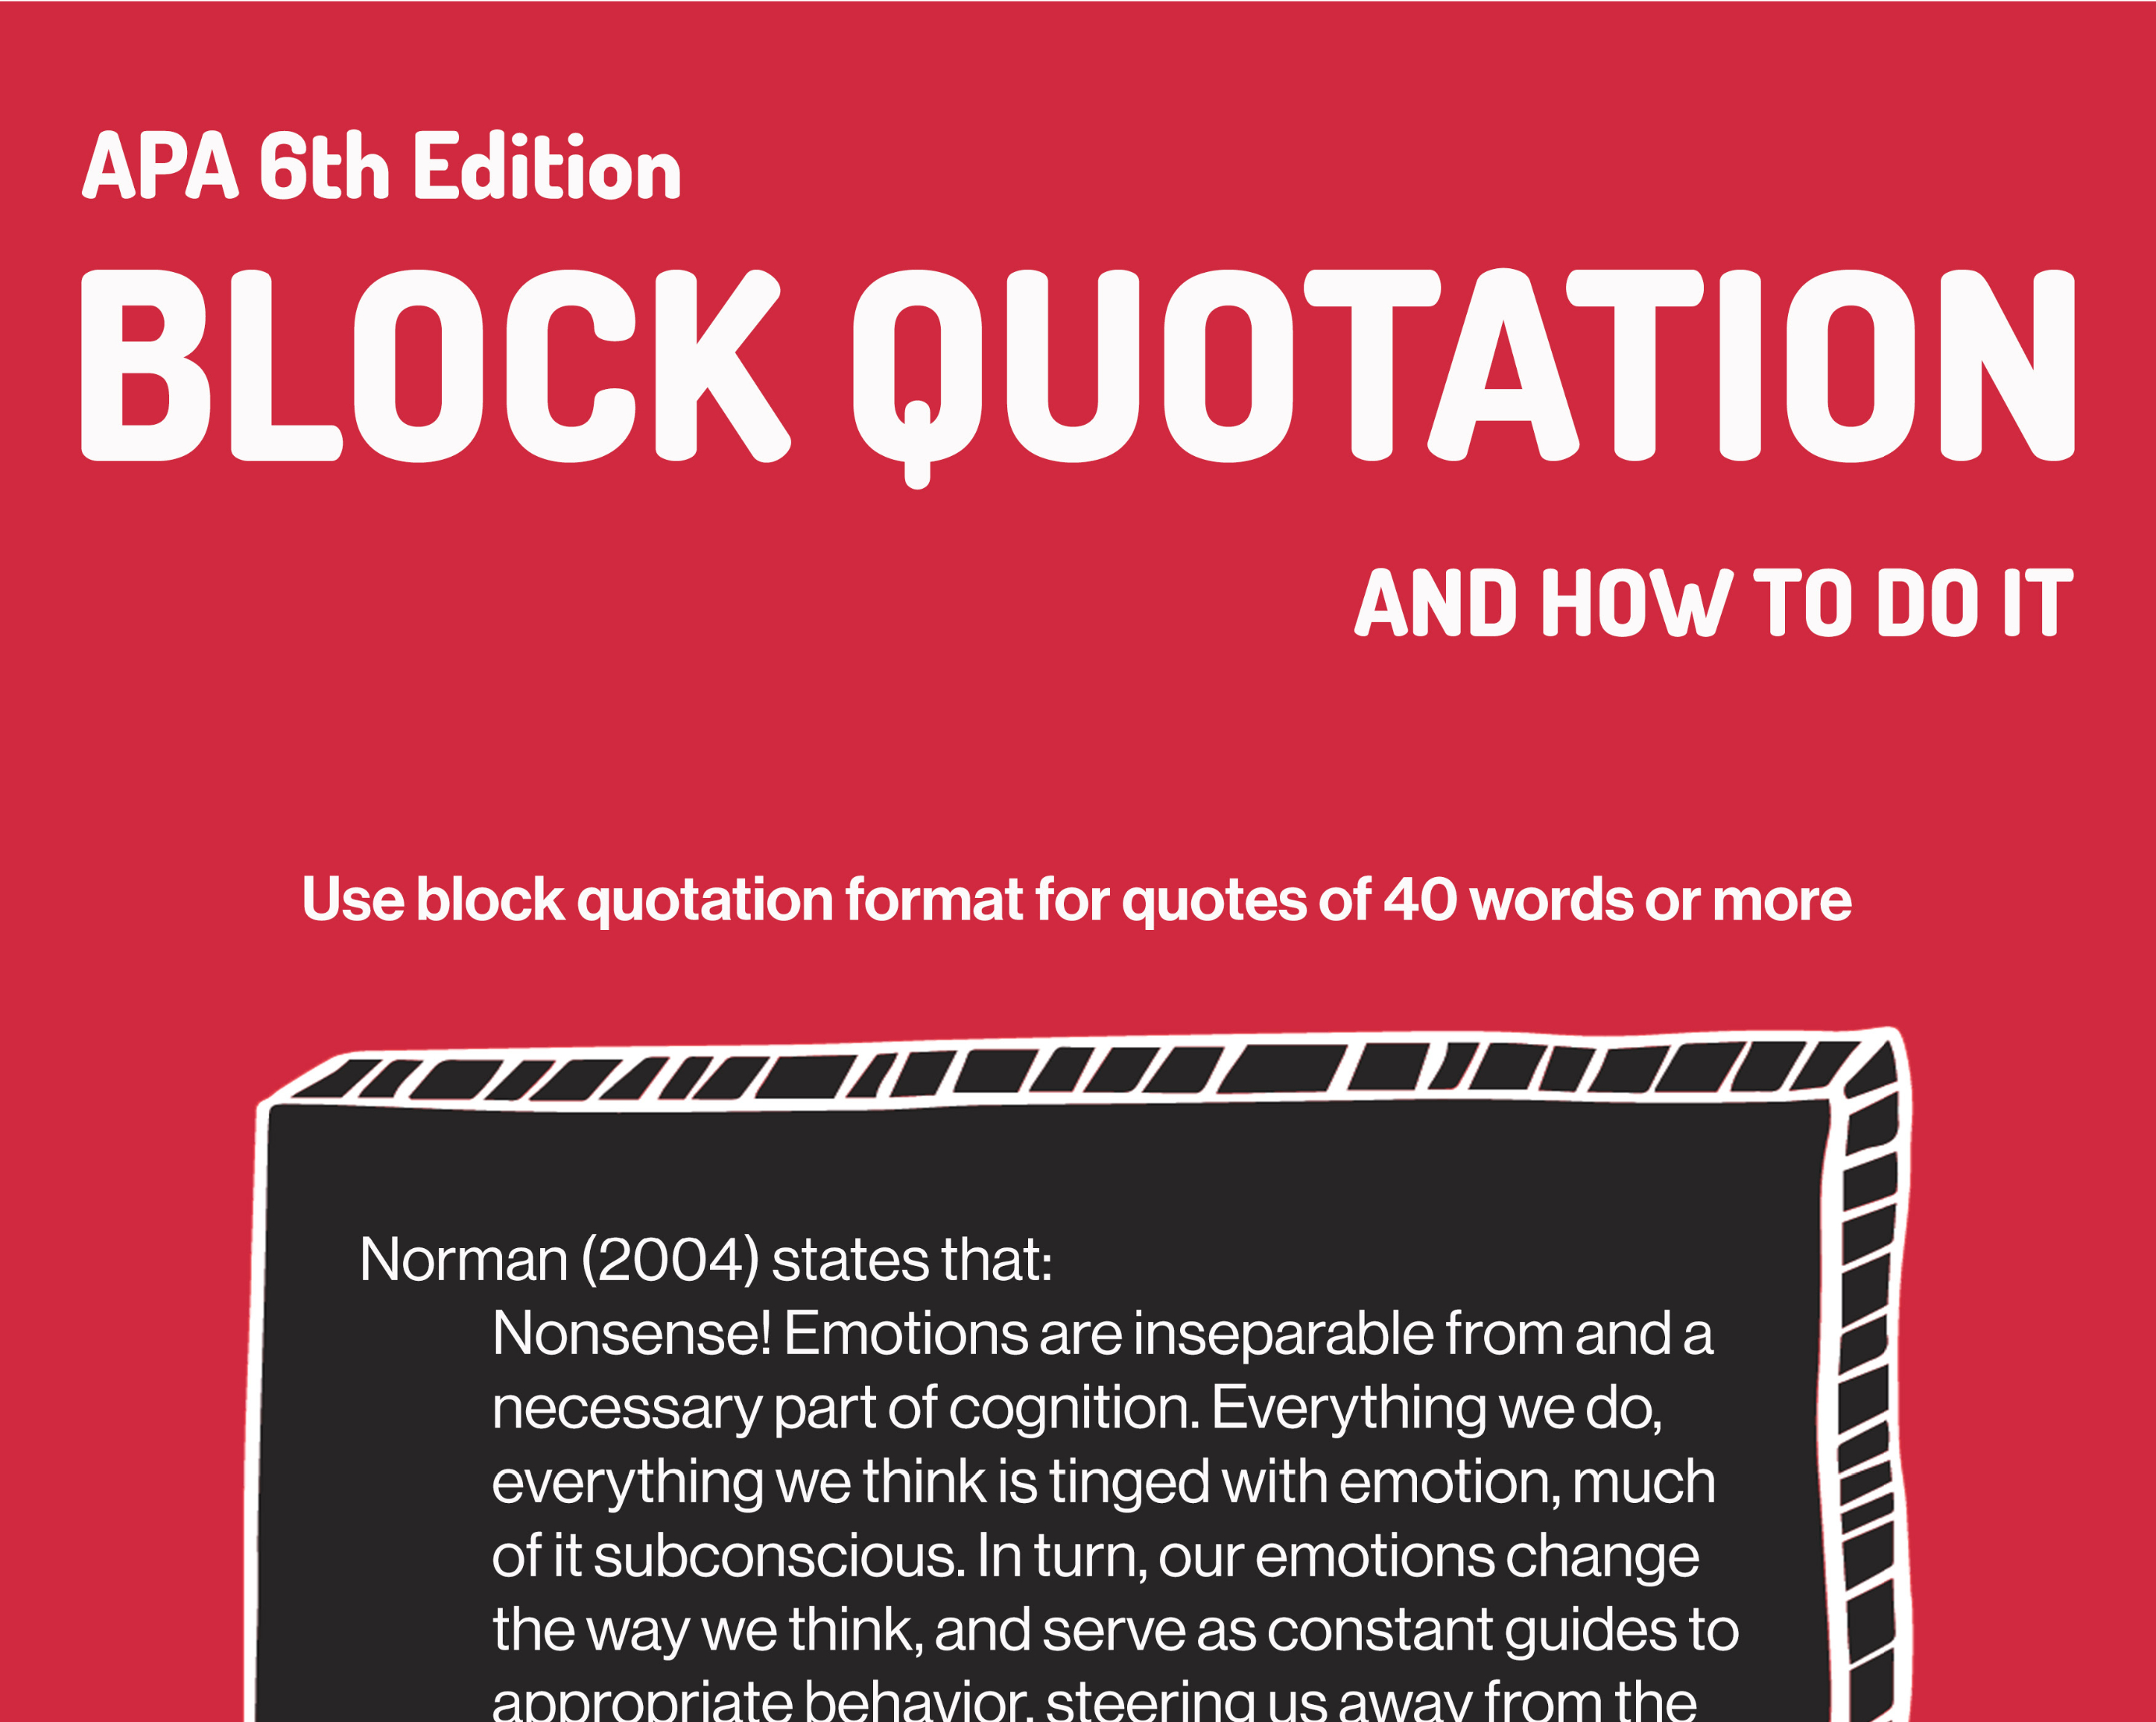 APA 6th Edition
BLOCK QUOTATION
AND HOW TO DO IT
Use block quotation format for quotes of 40 words or more
Norman (2004) states that:
Nonsense! Emotions are inseparable from and a
necessary part of cognition. Everything we do,
everything we think is tinged with emotion, much
of it subconscious. In turn, our emotions change
the way we think, and serve as constant guides to
appropriate behavior, steering us away from the